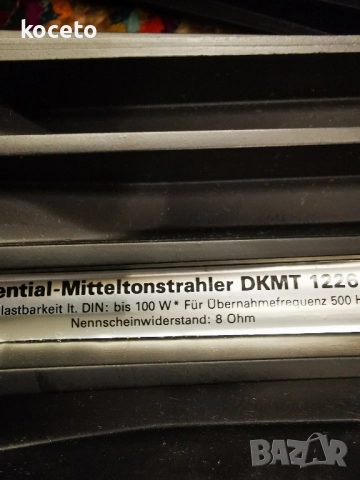 koceto
ential-Mitteltonstrahler DKMT 1226
lastbarkeit lt. DIN: bis 100 W* Für Übernahmefrequenz 500 H
Nennscheinwiderstand: 8 Ohm
BAZAR